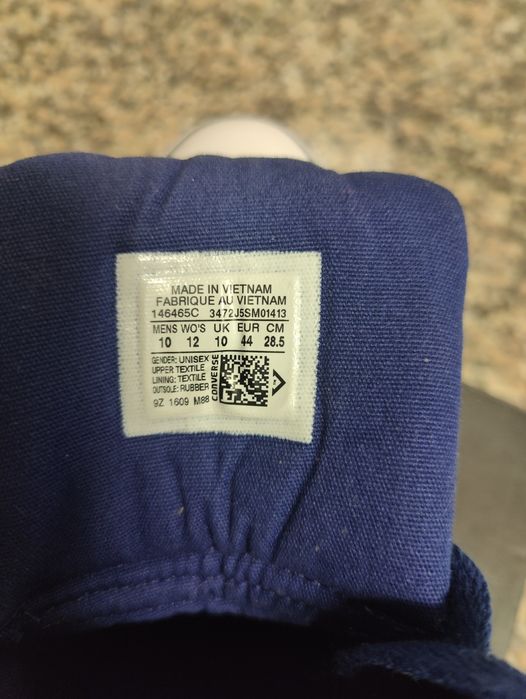 MADE IN VIETNAM
FABRIQUE AU VIETNAM
146465C 3472J5SM01413
MENS WO'S UK EUR CM
10 12 10 44 28.5
GENDER: UNISEX
UPPER TEXTILE
LINING: TEXTILE
OUTSOLE: RUBBER
9Z 1609 M88
CONVERSE